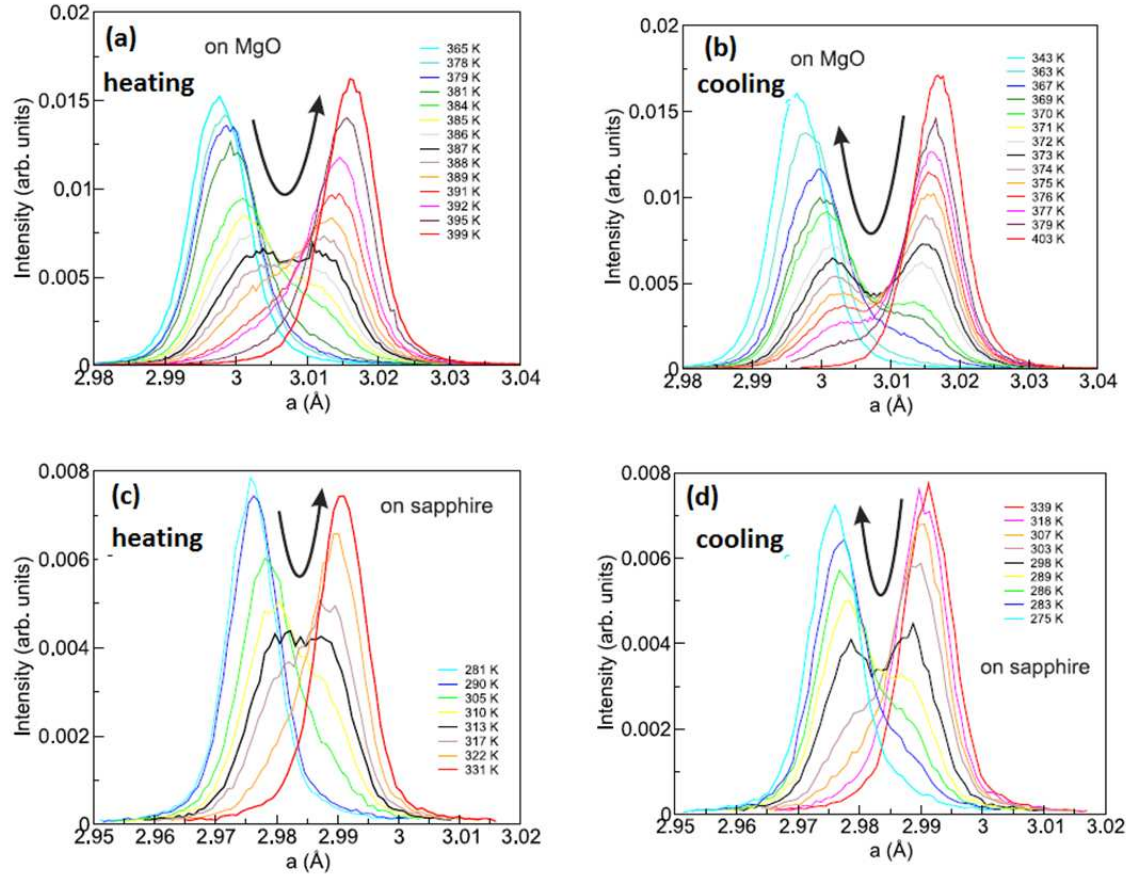 (a)
on MgO
heating
365 K
378 K
379 K
381 K
384 K
385 K
386 K
387 K
388 K
389 K
391 K
392 K
395 K
399 K
Intensity (arb. units)
0.02
0.015
0.01
0.005
0
2.98
2.99
3
3.01
3.02
3.03
3.04
a (Å)
(b)
on MgO
cooling
343 K
363 K
367 K
369 K
370 K
371 K
372 K
373 K
374 K
375 K
376 K
377 K
379 K
403 K
Intensity (arb. units)
0.02
0.015
0.01
0.005
0
2.98
2.99
3
3.01
3.02
3.03
3.04
a (Å)
(c)
on sapphire
heating
281 K
290 K
305 K
310 K
313 K
317 K
322 K
331 K
Intensity (arb. units)
0.008
0.006
0.004
0.002
0
2.95
2.96
2.97
2.98
2.99
3
3.01
3.02
a (Å)
(d)
cooling
339 K
318 K
307 K
303 K
298 K
289 K
286 K
283 K
275 K
on sapphire
Intensity (arb. units)
0.008
0.006
0.004
0.002
0
2.95
2.96
2.97
2.98
2.99
3
3.01
3.02
a (Å)